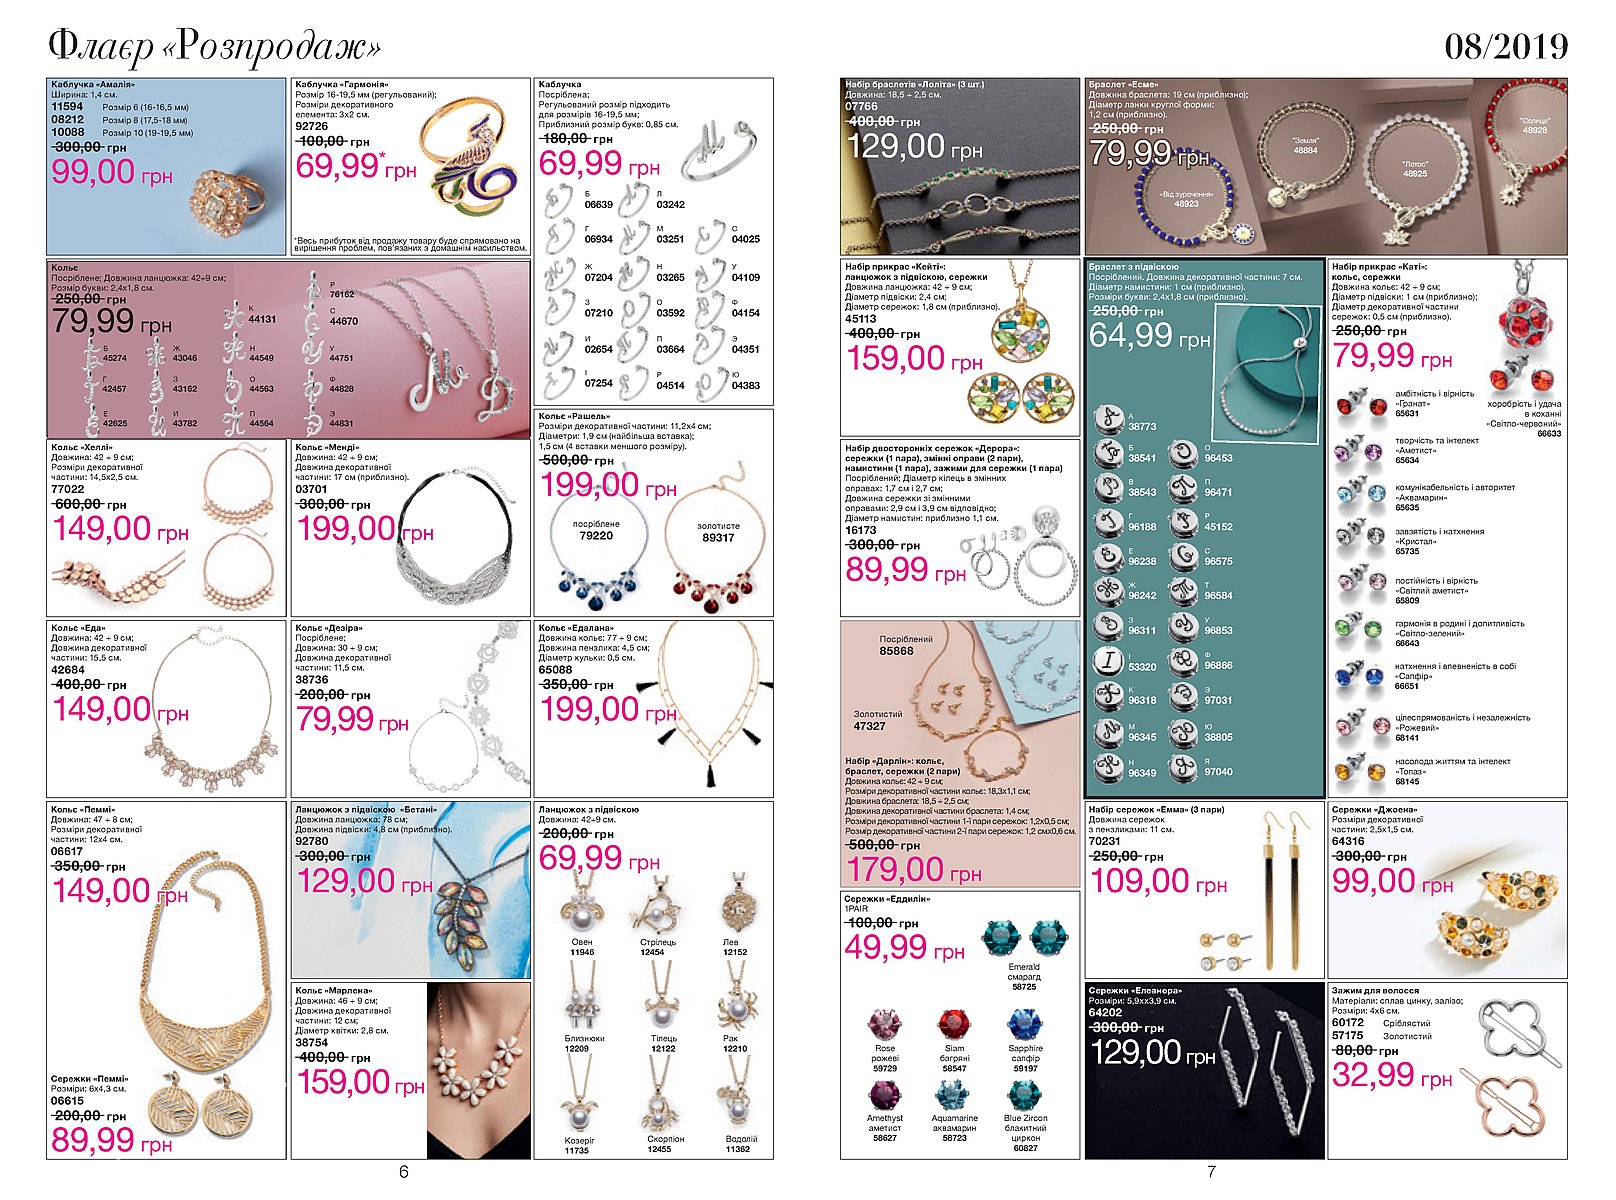 Флаєр «Розпродаж»
08/2019
Каблучка «Амалія»
Ширина: 1,4 см.
11594 Розмір 6 (16-16,5 мм)
08212 Розмір 8 (17,5-18 мм)
10088 Розмір 10 (19-19,5 мм)
300,00 грн
99,00 грн
Каблучка «Гармонія»
Розмір 16-19,5 мм (регульований);
Розміри декоративного
елемента: 3х2 см.
92726
100,00 грн
69,99* грн
*Весь прибуток від продажу товару буде спрямовано на
вирішення проблем, пов'язаних з домашнім насильством.
Каблучка
Посріблена;
Регульований розмір підходить
для розмірів 16-19,5 мм;
Приблизний розмір букв: 0,85 см.
180,00 грн
69,99 грн
Б 06639
Л 03242
Г 06934
М 03251
С 04025
Ж 07204
Н 03265
У 04109
З 07210
О 03592
Ф 04154
И 02654
П 03664
Э 04351
І 07254
Р 04514
Ю 04383
Кольє
Посріблене; Довжина ланцюжка: 42+9 см;
Розмір букви: 2,4х1,8 см.
250,00 грн
79,99 грн
Р 76162
К 44131
С 44670
Б 45274
Ж 43046
Н 44549
У 44751
Г 42457
З 43162
О 44563
Ф 44828
Е 42625
И 43782
П 44564
Э 44831
Кольє «Хеллі»
Довжина: 42 + 9 см;
Розміри декоративної
частини: 14,5х2,5 см.
77022
600,00 грн
149,00 грн
Кольє «Менді»
Довжина: 42 + 9 см;
Довжина декоративної
частини: 17 см (приблизно).
03701
300,00 грн
199,00 грн
Кольє «Рашель»
Розміри декоративної частини: 11,2х4 см;
Діаметри: 1,9 см (найбільша вставка);
1,5 см (4 вставки меншого розміру).
500,00 грн
199,00 грн
посріблене
79220
золотисте
89317
Кольє «Еда»
Довжина: 42 + 9 см;
Довжина декоративної
частини: 15,5 см.
42684
400,00 грн
149,00 грн
Кольє «Дезіра»
Посріблене;
Довжина: 30 + 9 см;
Довжина декоративної
частини: 11,5 см.
38736
200,00 грн
79,99 грн
Кольє «Едалана»
Довжина кольє: 77 + 9 см;
Довжина пензлика: 4,5 см;
Діаметр кульки: 0,5 см.
65088
350,00 грн
199,00 грн
Кольє «Пеммі»
Довжина: 47 + 8 см;
Розміри декоративної
частини: 12х4 см.
06617
350,00 грн
149,00 грн
Сережки «Пеммі»
Розміри: 6х4,3 см.
06615
200,00 грн
89,99 грн
Ланцюжок з підвіскою «Бетані»
Довжина ланцюжка: 78 см;
Довжина підвіски: 4,8 см (приблизно).
92780
300,00 грн
129,00 грн
Кольє «Марлена»
Довжина: 46 + 9 см;
Довжина декоративної
частини: 12 см;
Діаметр квітки: 2,8 см.
38754
400,00 грн
159,00 грн
Ланцюжок з підвіскою
Довжина: 42+9 см.
200,00 грн
69,99 грн
Овен
11946
Стрілець
12454
Лев
12152
Близнюки
12209
Тілець
12122
Рак
12210
Козеріг
11735
Скорпіон
12455
Водолій
11362
6
Набір браслетів «Лоліта» (3 шт.)
Довжина: 18,5 + 2,5 см.
07766
400,00 грн
129,00 грн
Браслет «Есме»
Довжина браслета: 19 см (приблизно);
Діаметр ланки круглої форми:
1,2 см (приблизно).
250,00 грн
79,99 грн
«Від зурочення»
48923
"Земля"
48884
"Лотос"
48925
"Солнце"
48928
Набір прикрас «Кейті»:
ланцюжок з підвіскою, сережки
Довжина ланцюжка: 42 + 9 см;
Діаметр підвіски: 2,4 см;
Діаметр сережок: 1,8 см (приблизно).
45113
400,00 грн
159,00 грн
Браслет з підвіскою
Посріблений. Довжина декоративної частини: 7 см.
Діаметр намистини: 1 см (приблизно).
Розміри букви: 2,4х1,8 см (приблизно).
250,00 грн
64,99 грн
А 38773
Б 38541
О 96453
В 38543
П 96471
Г 96188
Р 45152
Е 96238
С 96575
Ж 96242
Т 96584
З 96311
У 96853
І 53320
Ф 96866
К 96318
Э 97031
М 96345
Ю 38805
Н 96349
Я 97040
Набір прикрас «Каті»:
кольє, сережки
Довжина кольє: 42 + 9 см;
Діаметр підвіски: 1 см (приблизно);
Діаметр декоративної частини
сережок: 0,5 см (приблизно).
250,00 грн
79,99 грн
хоробрість і удача
в коханні
«Світло-червоний»
66633
амбітність і вірність
«Гранат»
65631
творчість та інтелект
«Аметист»
65634
комунікабельність і авторитет
«Аквамарин»
65635
завзятість і натхнення
«Кристал»
65735
постійність і вірність
«Світлий аметист»
65809
гармонія в родині і допитливість
«Світло-зелений»
66643
натхнення і впевненість в собі
«Сапфір»
66651
цілеспрямованість і незалежність
«Рожевий»
68141
насолода життям та інтелект
«Топаз»
68145
Набір двосторонніх сережок «Дерора»:
сережки (1 пара), змінні оправи (2 пари),
намистини (1 пара), зажими для сережки (1 пара)
Посріблений; Діаметр кілець в змінних
оправах: 1,7 см і 2,7 см;
Довжина сережки зі змінними
оправами: 2,9 см і 3,9 см відповідно;
Діаметр намистин: приблизно 1,1 см.
16173
300,00 грн
89,99 грн
Посріблений
85868
Золотистий
47327
Набір «Дарлін»: кольє,
браслет, сережки (2 пари)
Довжина кольє: 42 + 9 см;
Розміри декоративної частини кольє: 18,3х1,1 см;
Довжина браслета: 18,5 + 2,5 см;
Довжина декоративної частини браслета: 1,4 см;
Розміри декоративної частини 1-ї пари сережок: 1,2х0,5 см;
Розмір декоративної частини 2-ї пари сережок: 1,2 смх0,6 см.
500,00 грн
179,00 грн
Сережки «Еддилін»
1PAIR
100,00 грн
49,99 грн
Emerald
смарагд
58725
Rose
рожеві
59729
Siam
багряні
58547
Sapphire
сапфір
59197
Amethyst
аметист
58627
Aquamarine
аквамарин
58723
Blue Zircon
блакитний
циркон
60827
Набір сережок «Емма» (3 пари)
Довжина сережок
з пензликами: 11 см.
70231
250,00 грн
109,00 грн
Сережки «Джоена»
Розміри декоративної
частини: 2,5х1,5 см.
64316
300,00 грн
99,00 грн
Сережки «Елеанора»
Розміри: 5,9хх3,9 см.
64202
300,00 грн
129,00 грн
Зажим для волосся
Матеріали: сплав цинку, залізо;
Розміри: 4х6 см.
60172 Сріблястий
57175 Золотистий
80,00 грн
32,99 грн
7